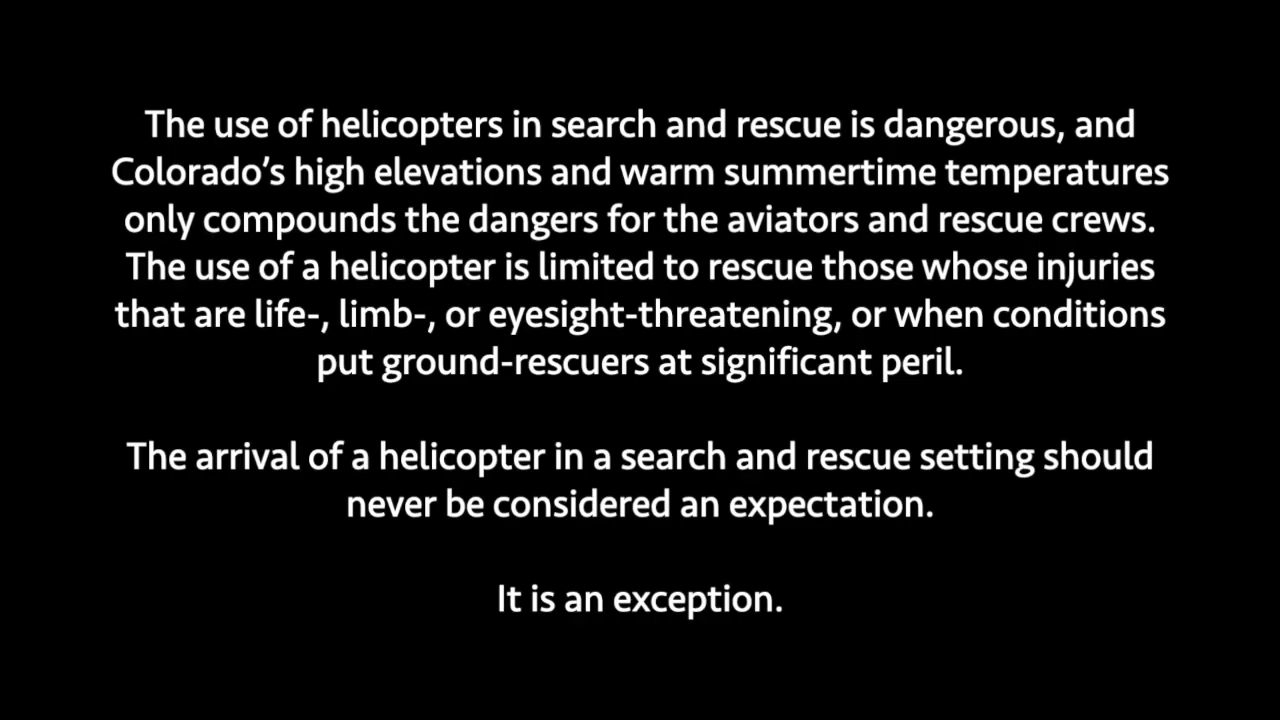 The use of helicopters in search and rescue is dangerous, and
Colorado’s high elevations and warm summertime temperatures
only compounds the dangers for the aviators and rescue crews.
The use of a helicopter is limited to rescue those whose injuries
that are life-, limb-, or eyesight-threatening, or when conditions
put ground-rescuers at significant peril.
The arrival of a helicopter in a search and rescue setting should
never be considered an expectation.
It is an exception.